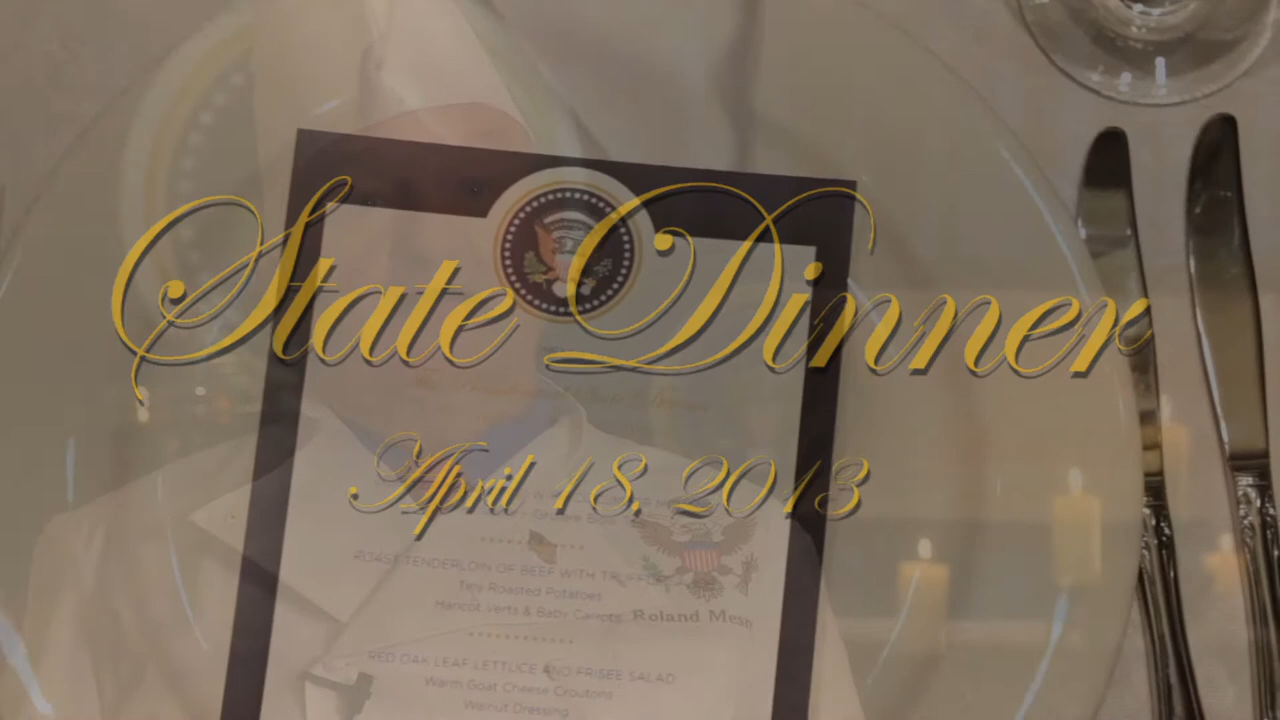 State Dinner
April 18, 2013
ROAST TENDERLOIN OF BEEF WITH
Tiny Roasted Potatoes
Haricot Verts & Baby Carrots
Roland Mesn
RED OAK LEAF LETTUCE AND FRISEE SALAD
Warm Goat Cheese Croutons
Walnut Dressing